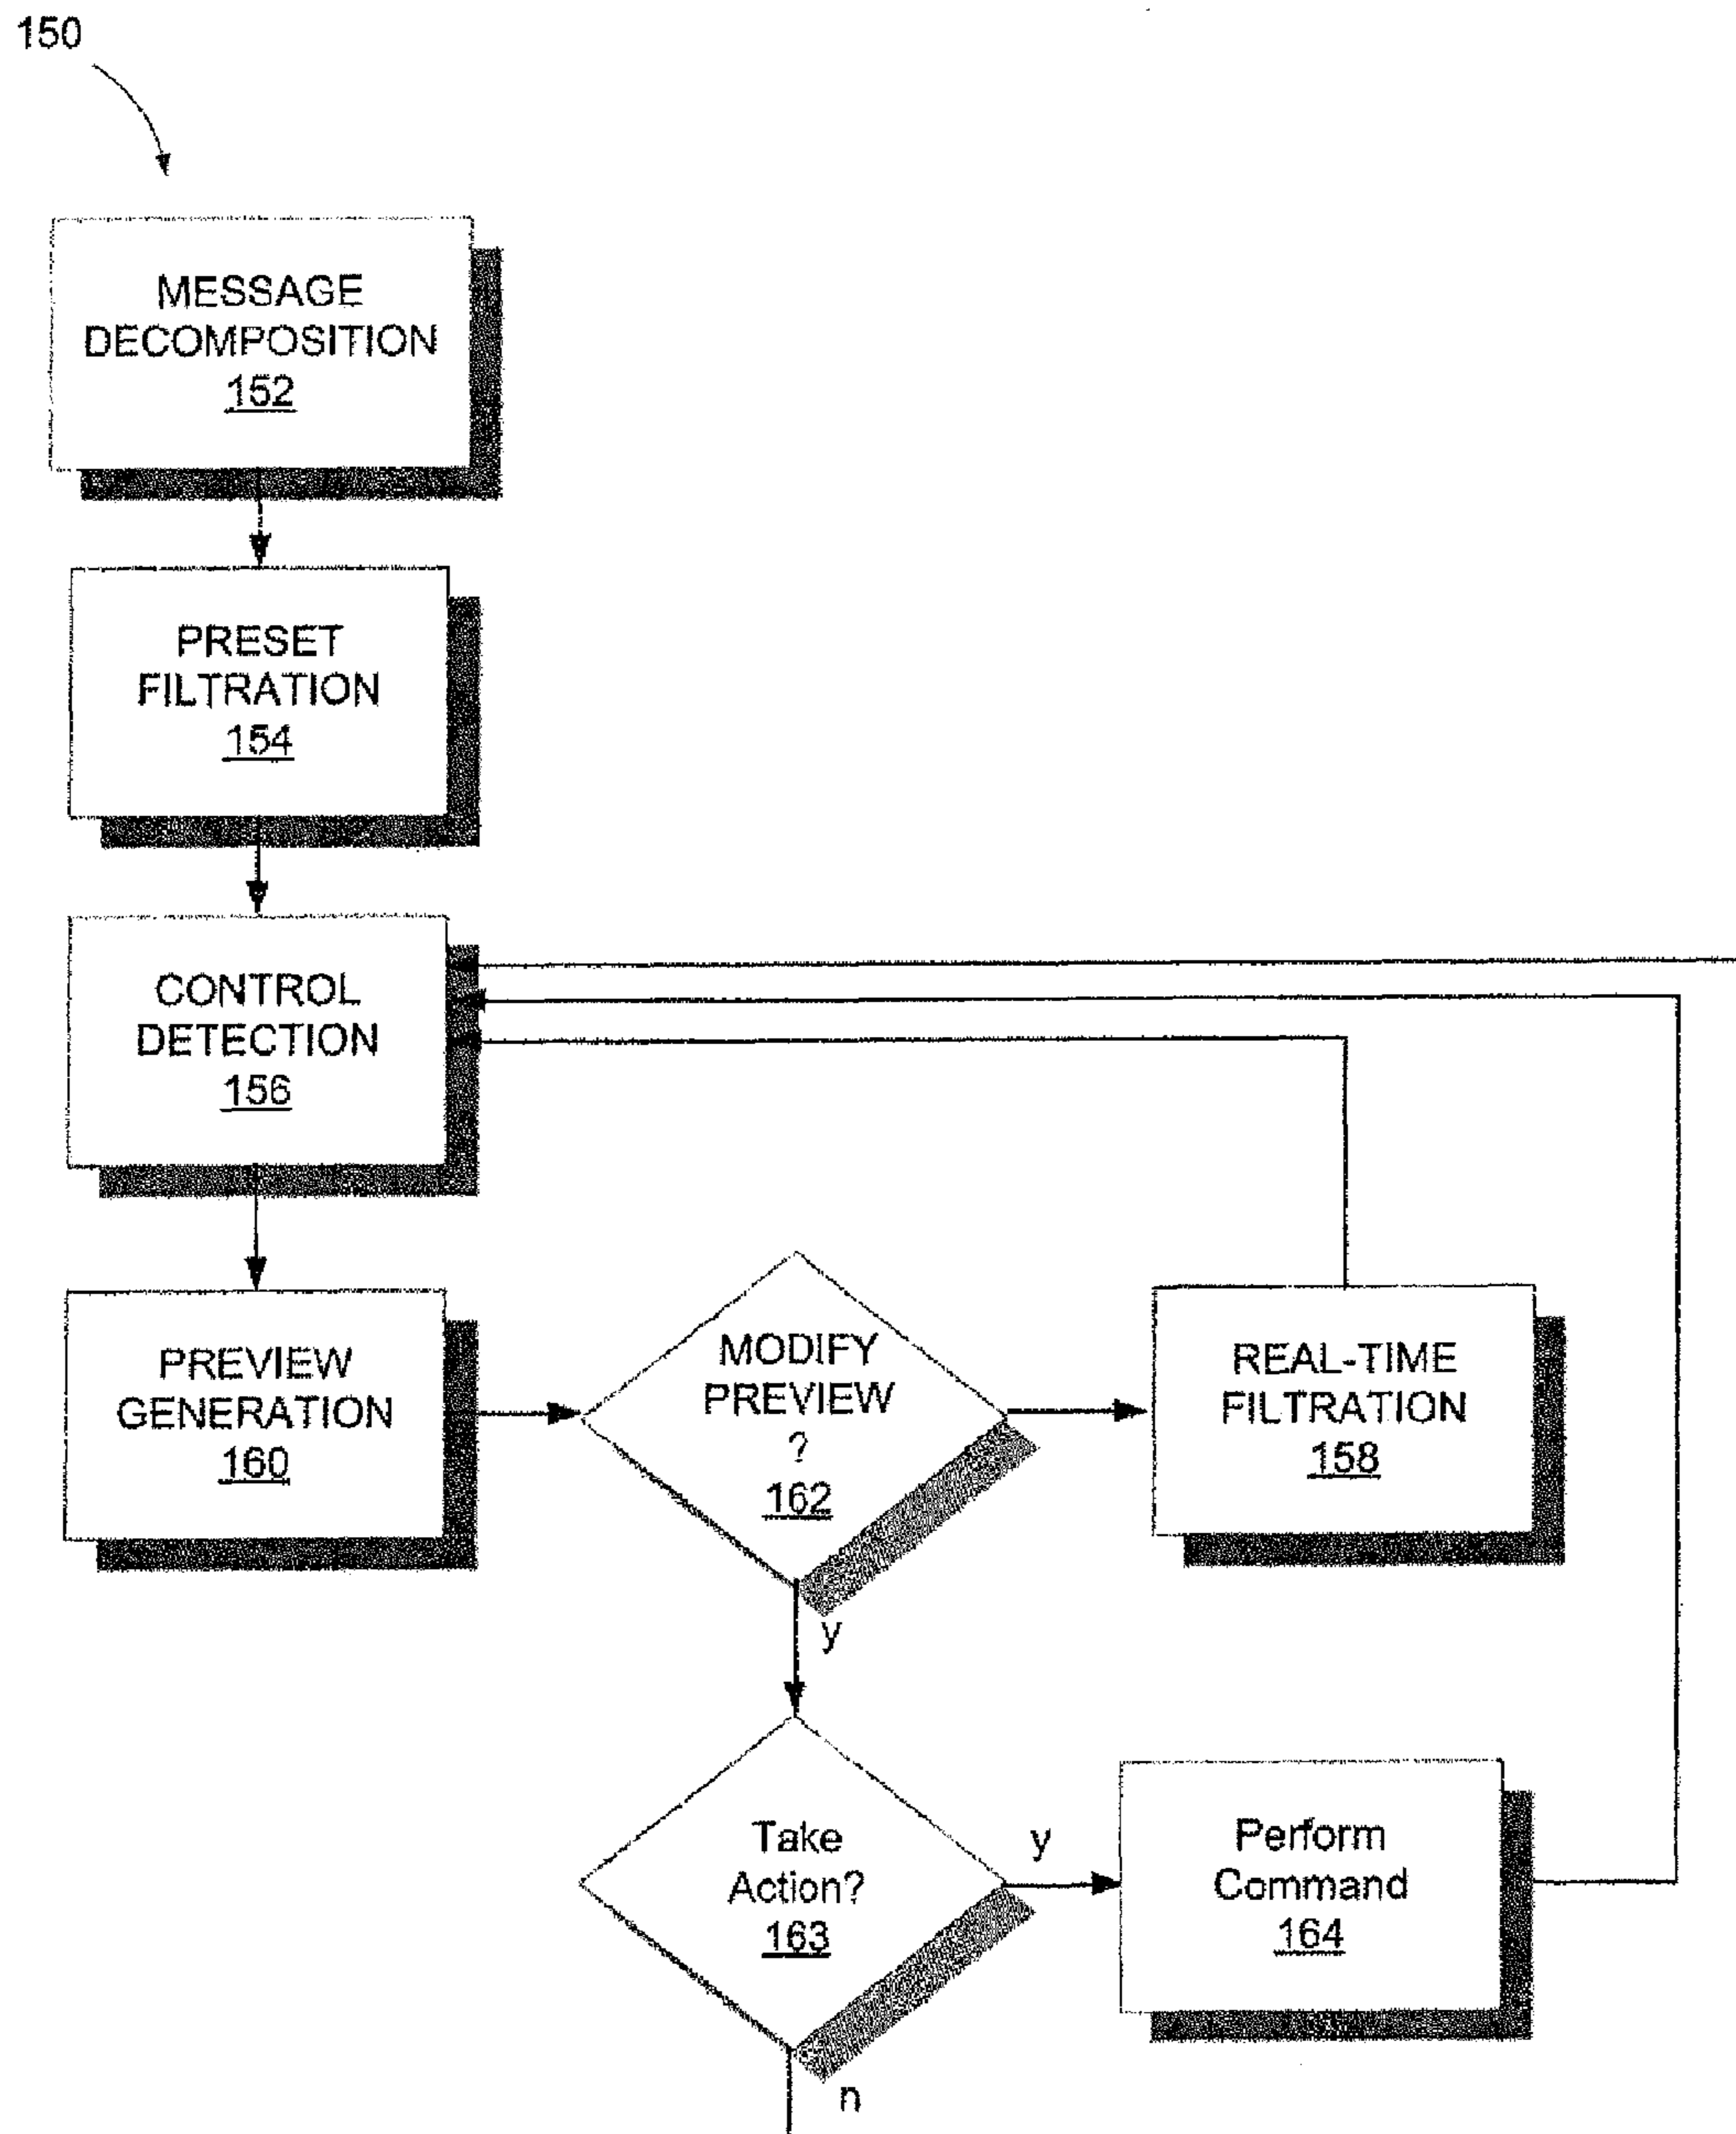 150
MESSAGE
DECOMPOSITION
152
PRESET
FILTRATION
154
CONTROL
DETECTION
156
PREVIEW
GENERATION
160
MODIFY
PREVIEW
?
162
REAL-TIME
FILTRATION
158
y
Take
Action?
163
y
Perform
Command
164
n